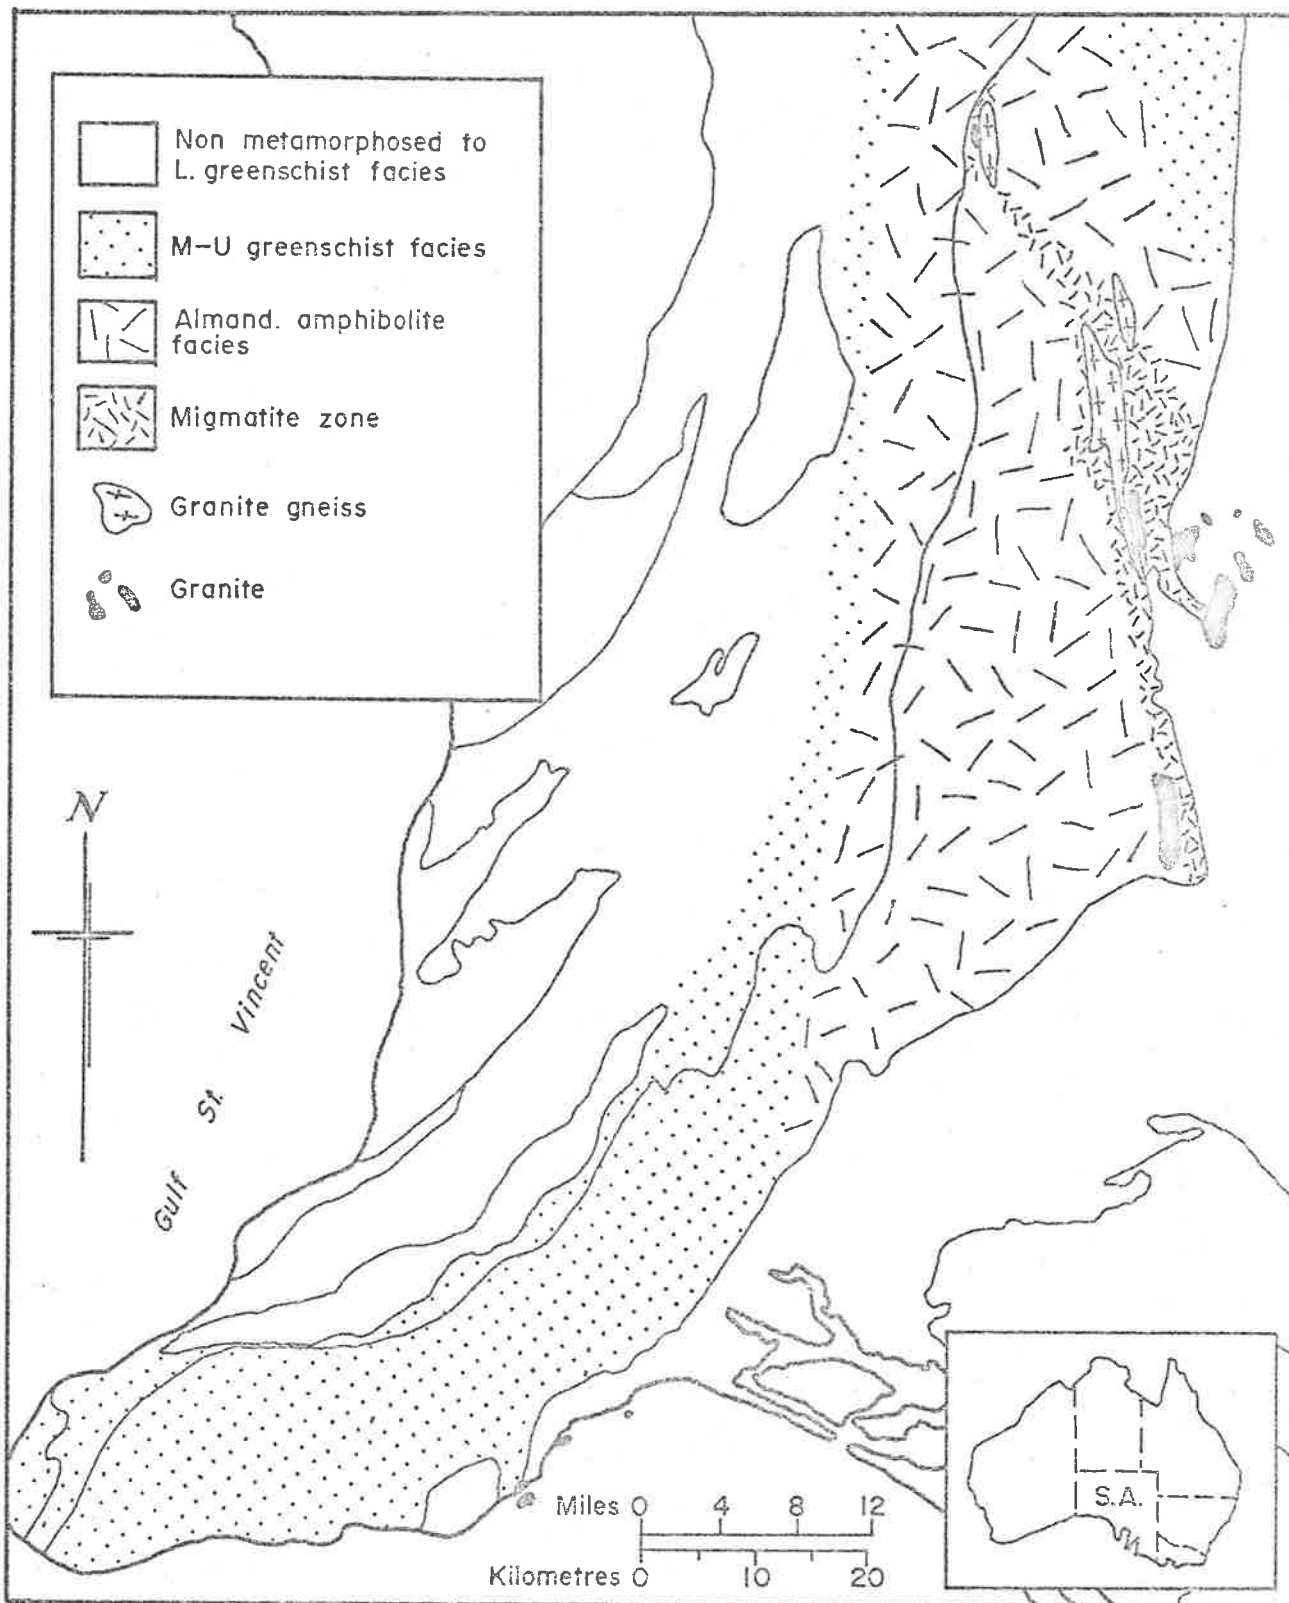 Non metamorphosed to
L. greenschist facies
M-U greenschist facies
Almand. amphibolite
facies
Migmatite zone
Granite gneiss
Granite
N
Gulf St. Vincent
S.A.
Miles 0 4 8 12
Kilometres 0 10 20